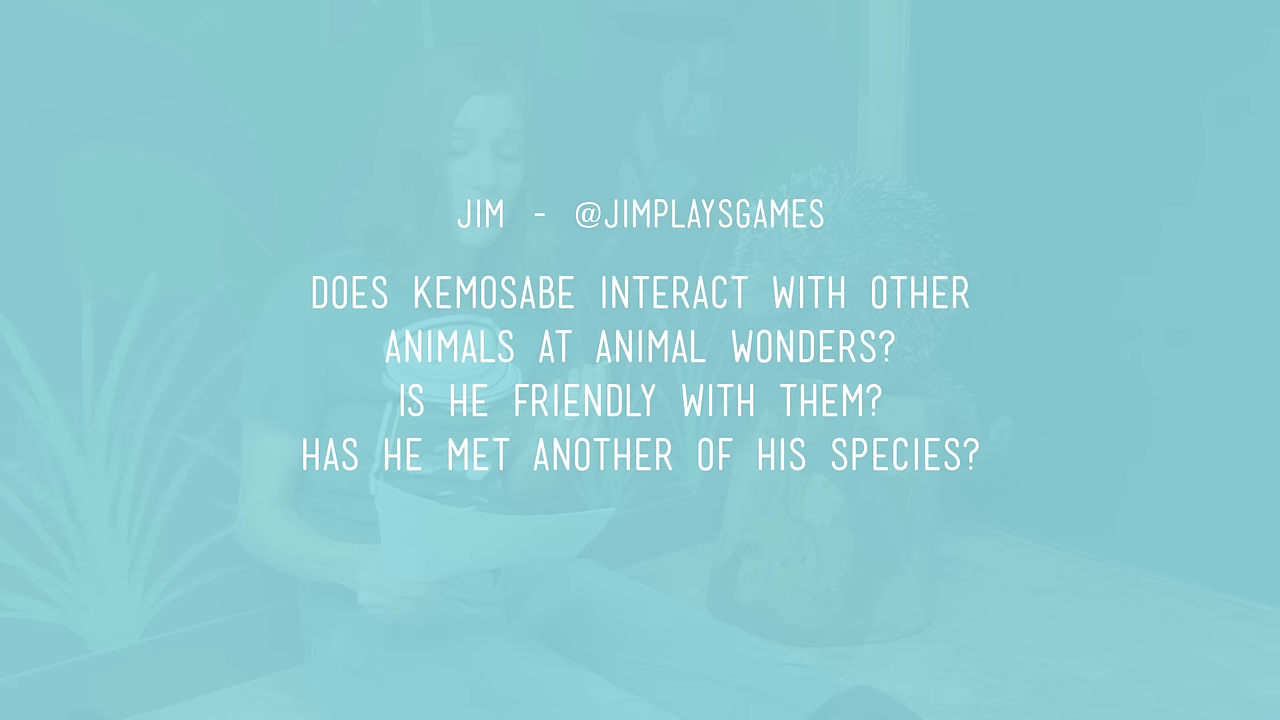 JIM - @JIMPLAYSGAMES
DOES KEMOSABE INTERACT WITH OTHER
ANIMALS AT ANIMAL WONDERS?
IS HE FRIENDLY WITH THEM?
HAS HE MET ANOTHER OF HIS SPECIES?